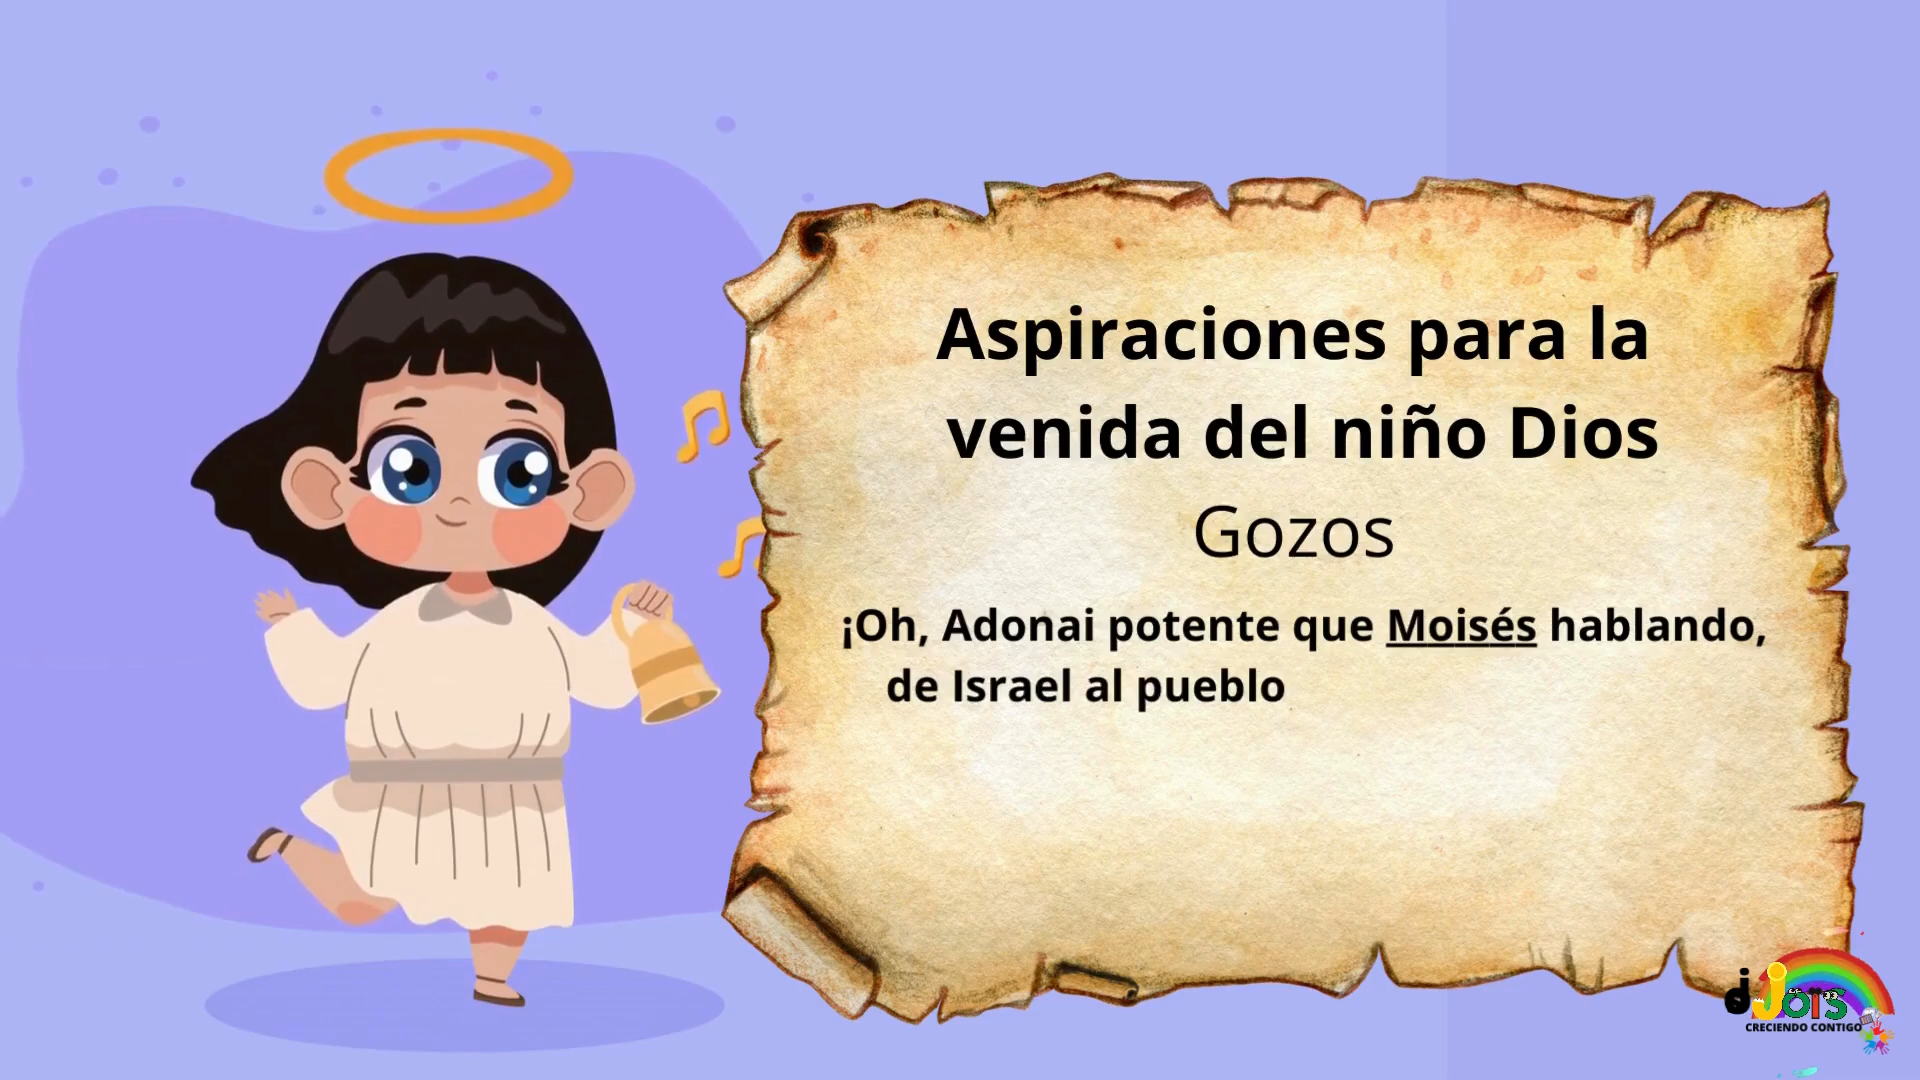 Aspiraciones para la
venida del niño Dios
Gozos
¡Oh, Adonai potente que Moisés hablando,
de Israel al pueblo
CRECIENDO CONTIGO